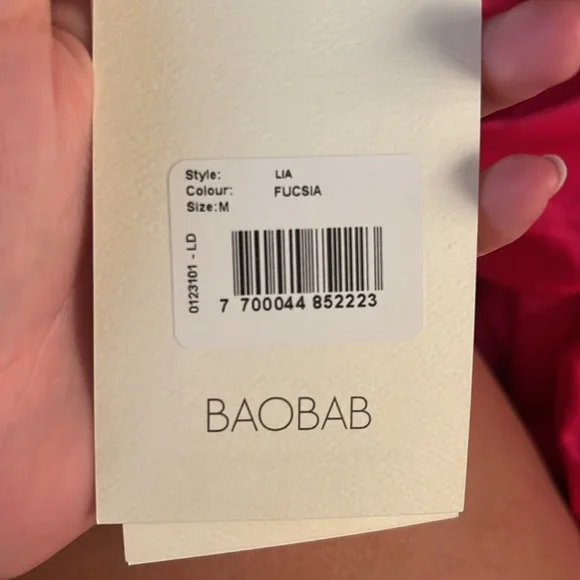 Style: LIA
Colour: FUCSIA
Size:M
0123101 - LD
7 700044 852223
BAOBAB